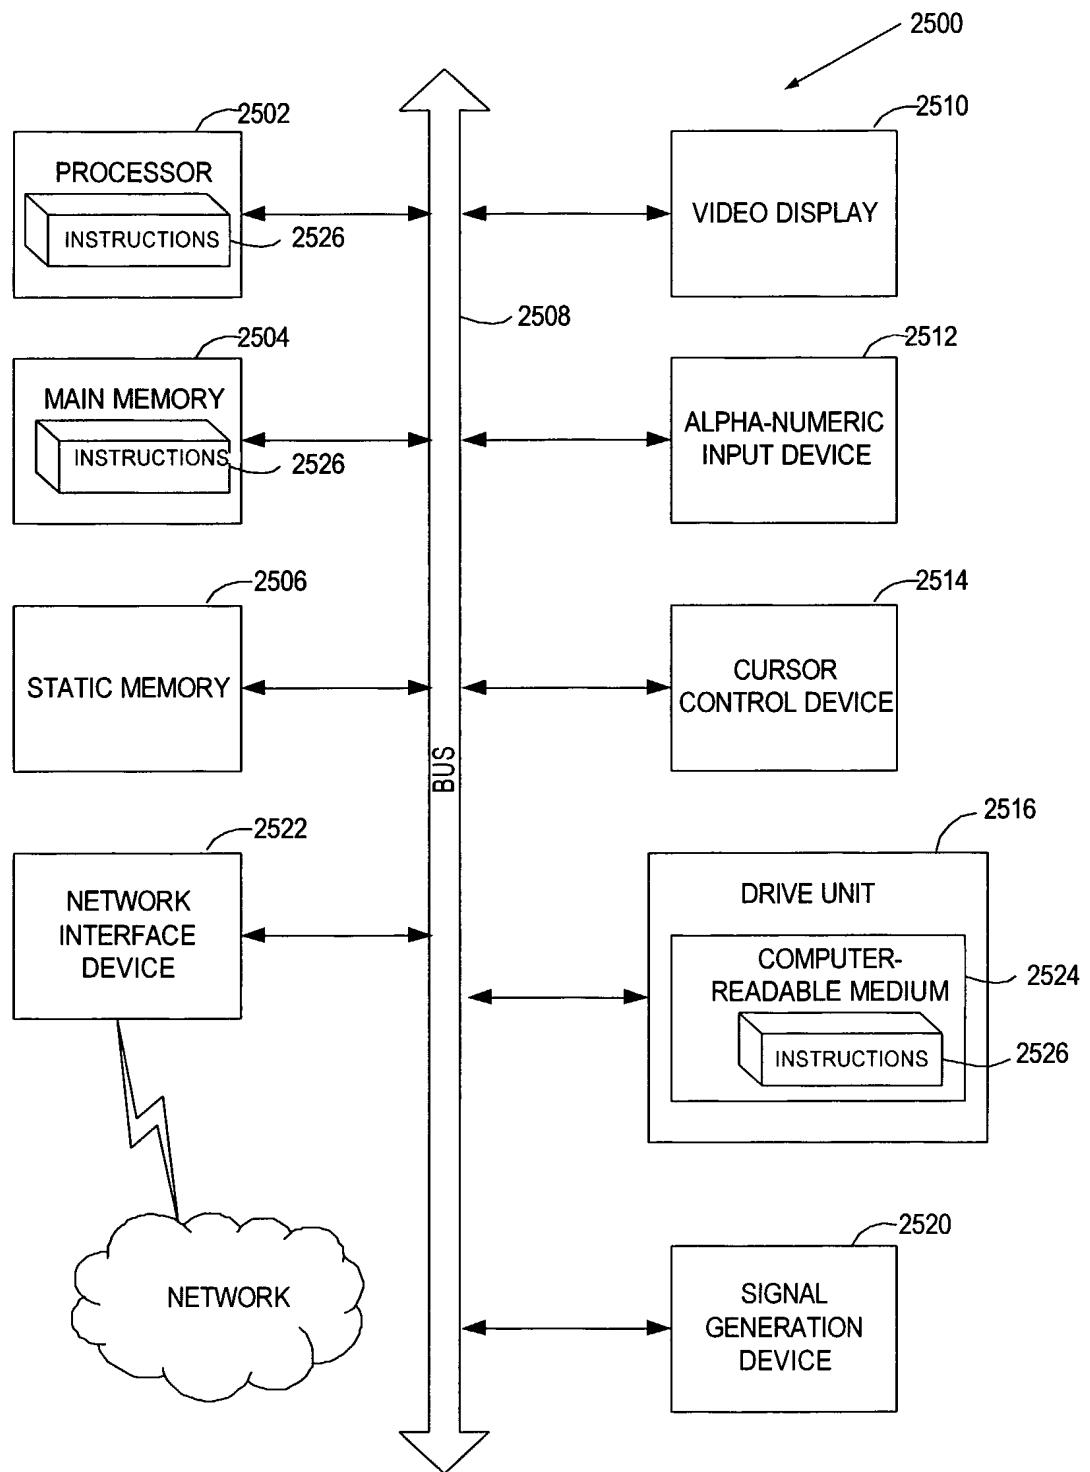 2500
2502
PROCESSOR
INSTRUCTIONS
2526
2504
MAIN MEMORY
INSTRUCTIONS
2526
2506
STATIC MEMORY
2522
NETWORK
INTERFACE
DEVICE
NETWORK
2508
BUS
2510
VIDEO DISPLAY
2512
ALPHA-NUMERIC
INPUT DEVICE
2514
CURSOR
CONTROL DEVICE
2516
DRIVE UNIT
COMPUTER-
READABLE MEDIUM
2524
INSTRUCTIONS
2526
2520
SIGNAL
GENERATION
DEVICE